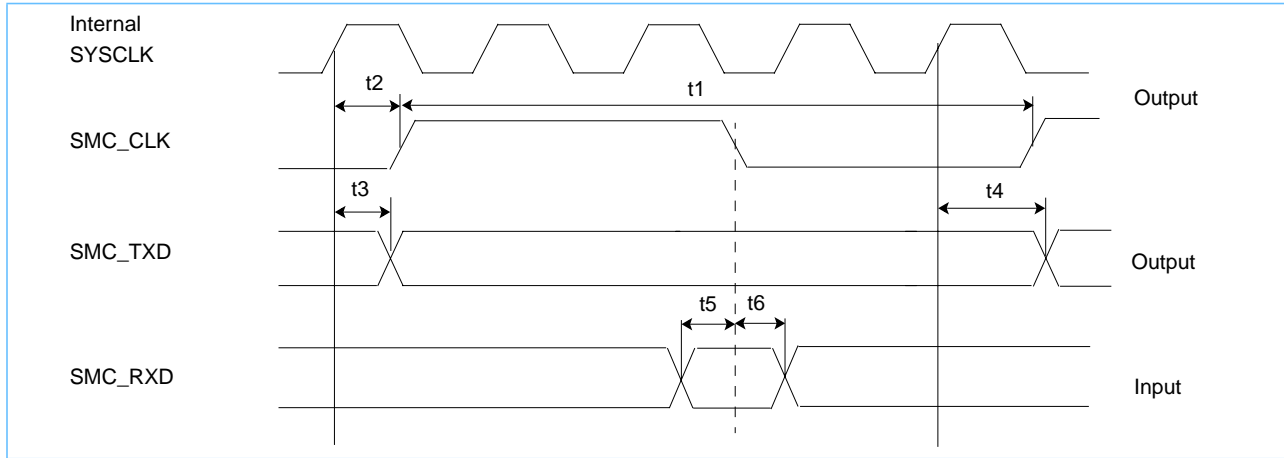 Internal
SYSCLK
t2
t1
Output
SMC_CLK
t3
t4
SMC_TXD
Output
t5
t6
SMC_RXD
Input